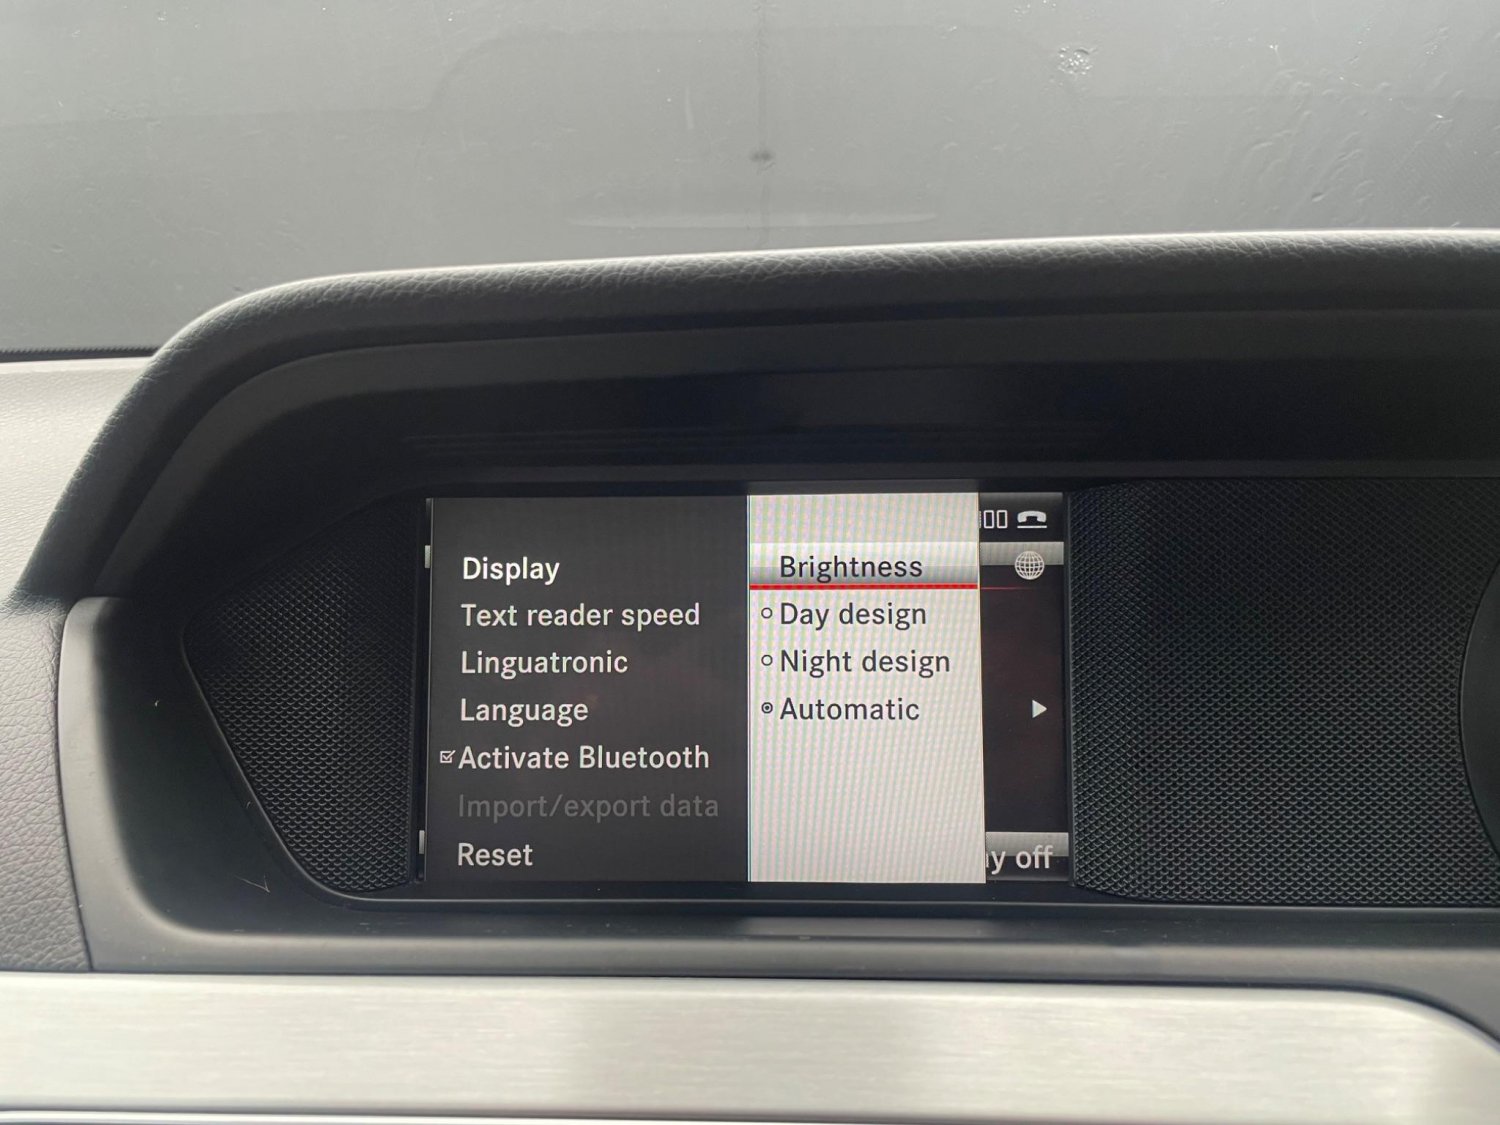 Display
Text reader speed
Linguatronic
Language
Activate Bluetooth
Import/export data
Reset
Brightness
Day design
Night design
Automatic
y off